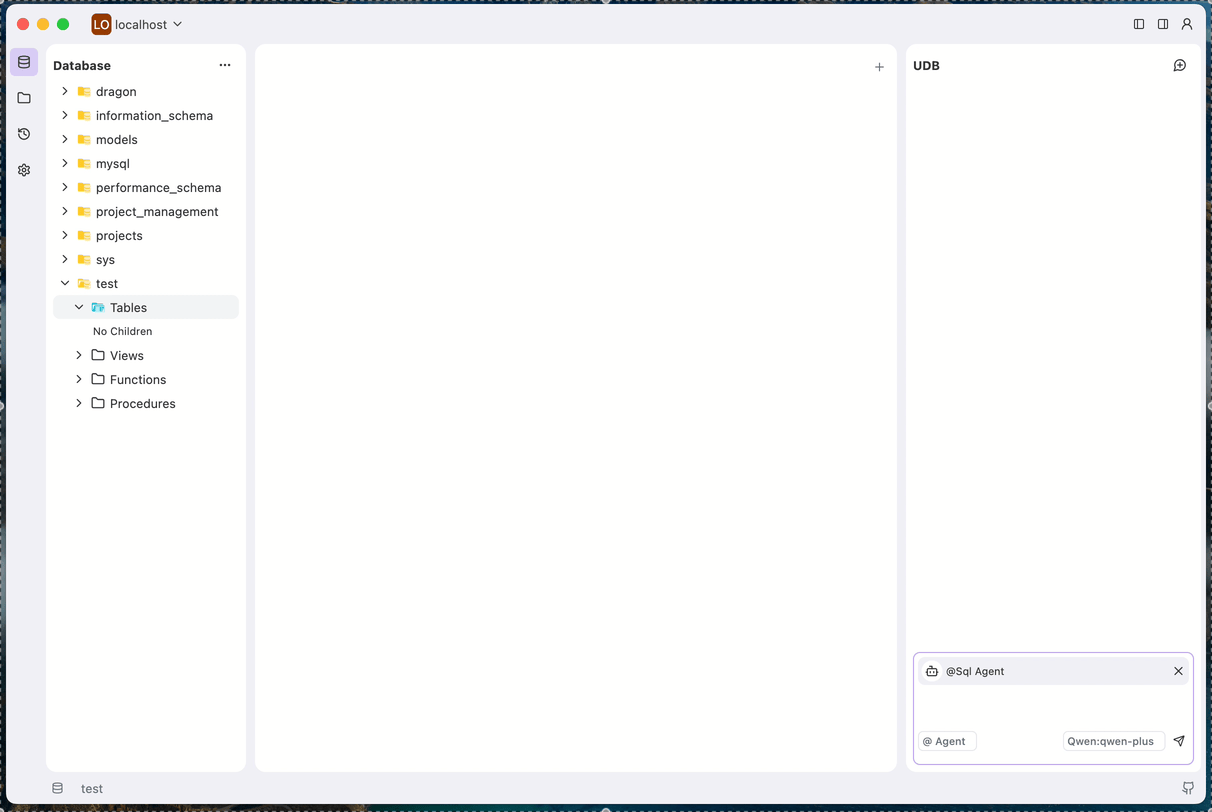 LO localhost
Database
dragon
information_schema
models
mysql
performance_schema
project_management
projects
sys
test
Tables
No Children
Views
Functions
Procedures
UDB
@Sql Agent
@ Agent
Qwen:qwen-plus
test